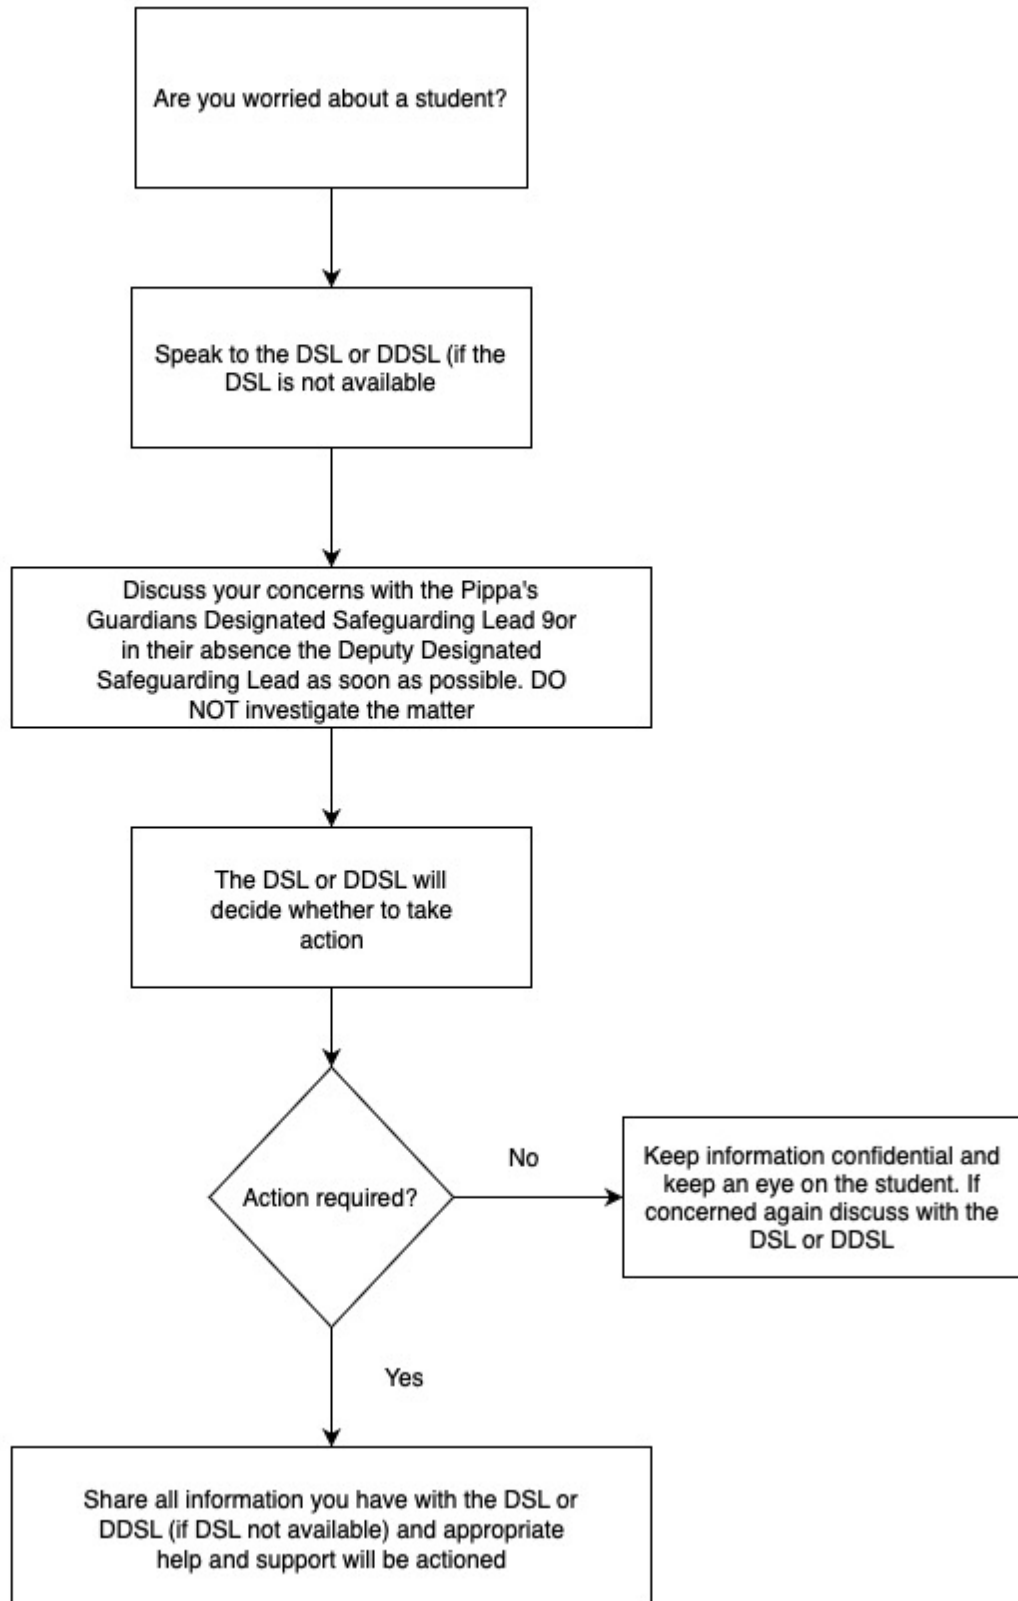 Are you worried about a student?
Speak to the DSL or DDSL (if the
DSL is not available
Discuss your concerns with the Pippa's
Guardians Designated Safeguarding Lead 9or
in their absence the Deputy Designated
Safeguarding Lead as soon as possible. DO
NOT investigate the matter
The DSL or DDSL will
decide whether to take
action
Action required?
No
Keep information confidential and
keep an eye on the student. If
concerned again discuss with the
DSL or DDSL
Yes
Share all information you have with the DSL or
DDSL (if DSL not available) and appropriate
help and support will be actioned